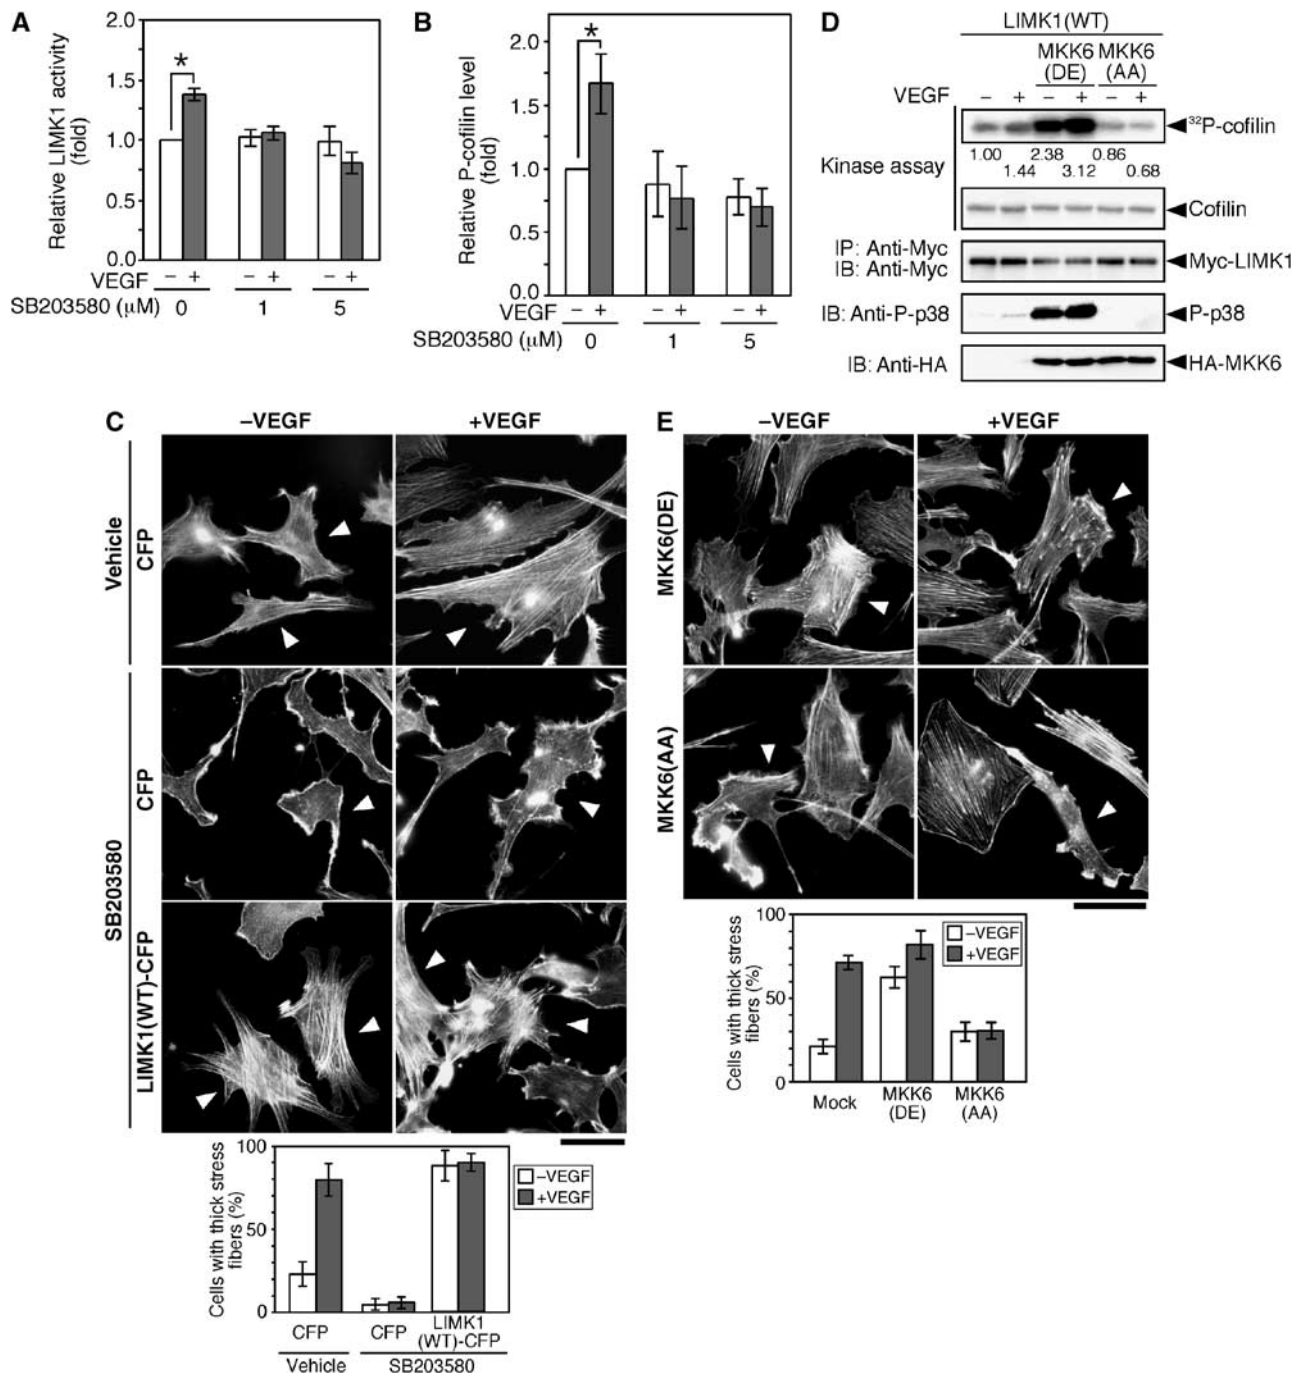 A
Relative LIMK1 activity
(fold)
2.0
1.5
1.0
0.5
0.0
*
VEGF – + – + – +
SB203580 (μM) 0 1 5
B
Relative P-cofilin level
(fold)
2.0
1.5
1.0
0.5
0.0
*
VEGF – + – + – +
SB203580 (μM) 0 1 5
D
LIMK1(WT)
MKK6 MKK6
(DE) (AA)
VEGF – + – + – +
32P-cofilin
Kinase assay
1.00 2.38 0.86
1.44 3.12 0.68
Cofilin
IP: Anti-Myc
IB: Anti-Myc
Myc-LIMK1
IB: Anti-P-p38
P-p38
IB: Anti-HA
HA-MKK6
C
–VEGF +VEGF
Vehicle
CFP
SB203580
CFP
LIMK1(WT)-CFP
Cells with thick stress
fibers (%)
100
50
0
–VEGF
+VEGF
CFP CFP LIMK1
(WT)-CFP
Vehicle SB203580
E
–VEGF +VEGF
MKK6(DE)
MKK6(AA)
Cells with thick stress
fibers (%)
100
50
0
–VEGF
+VEGF
Mock MKK6 MKK6
(DE) (AA)